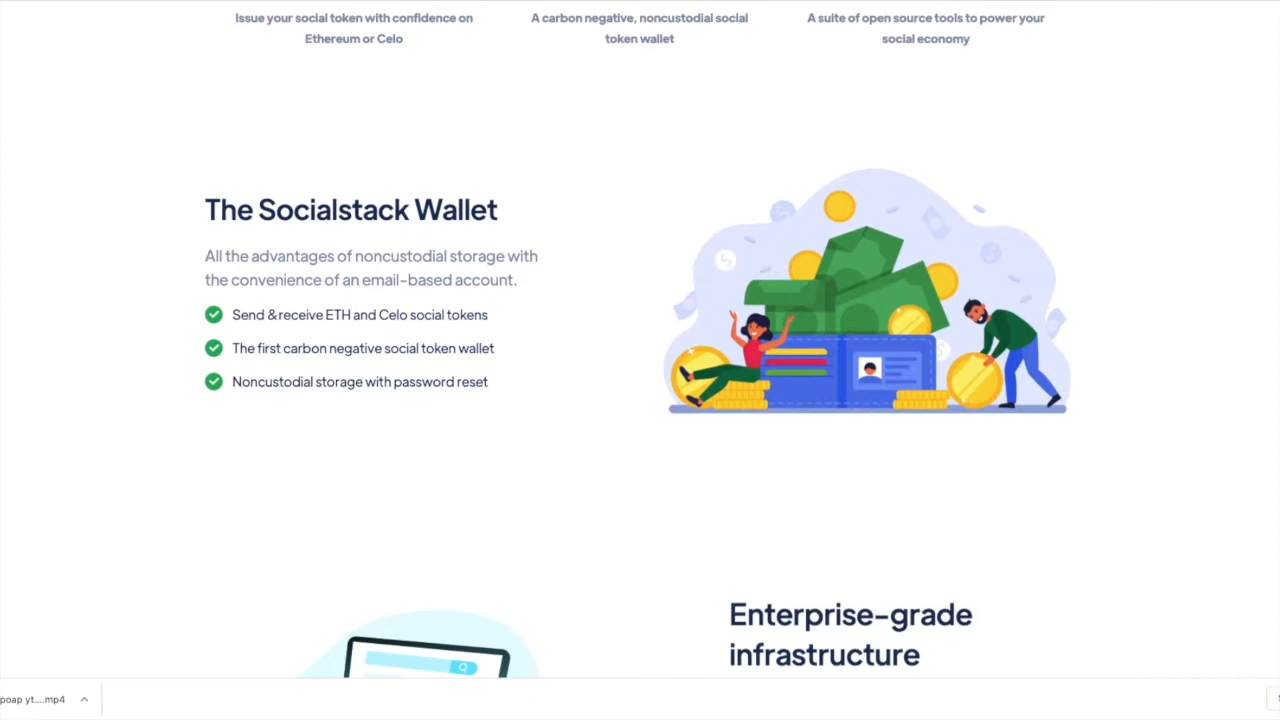 Issue your social token with confidence on
Ethereum or Celo
A carbon negative, noncustodial social
token wallet
A suite of open source tools to power your
social economy
The Socialstack Wallet
All the advantages of noncustodial storage with
the convenience of an email-based account.
Send & receive ETH and Celo social tokens
The first carbon negative social token wallet
Noncustodial storage with password reset
Enterprise-grade
infrastructure
poap yt....mp4